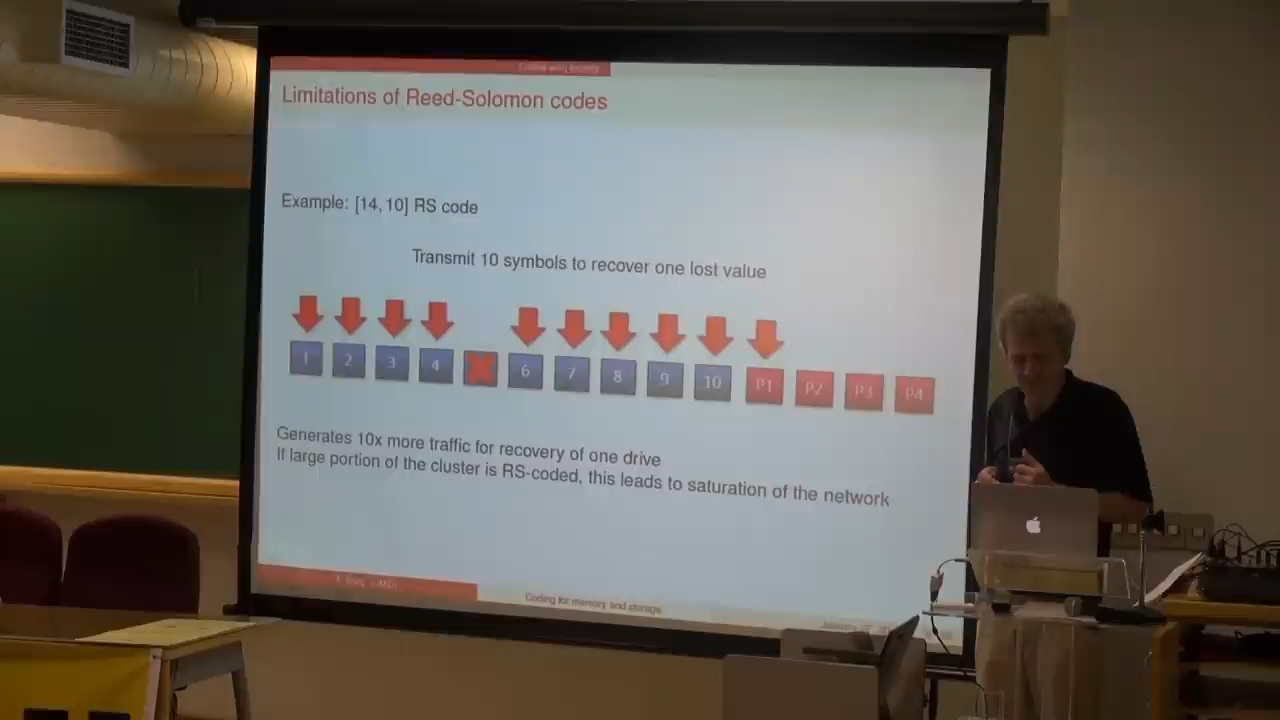 Limitations of Reed-Solomon codes
Example: [14, 10] RS code
Transmit 10 symbols to recover one lost value
1 2 3 4 6 7 8 9 10 P1 P2 P3 P4
Generates 10x more traffic for recovery of one drive
If large portion of the cluster is RS-coded, this leads to saturation of the network
(UMD)
Coding for memory and storage